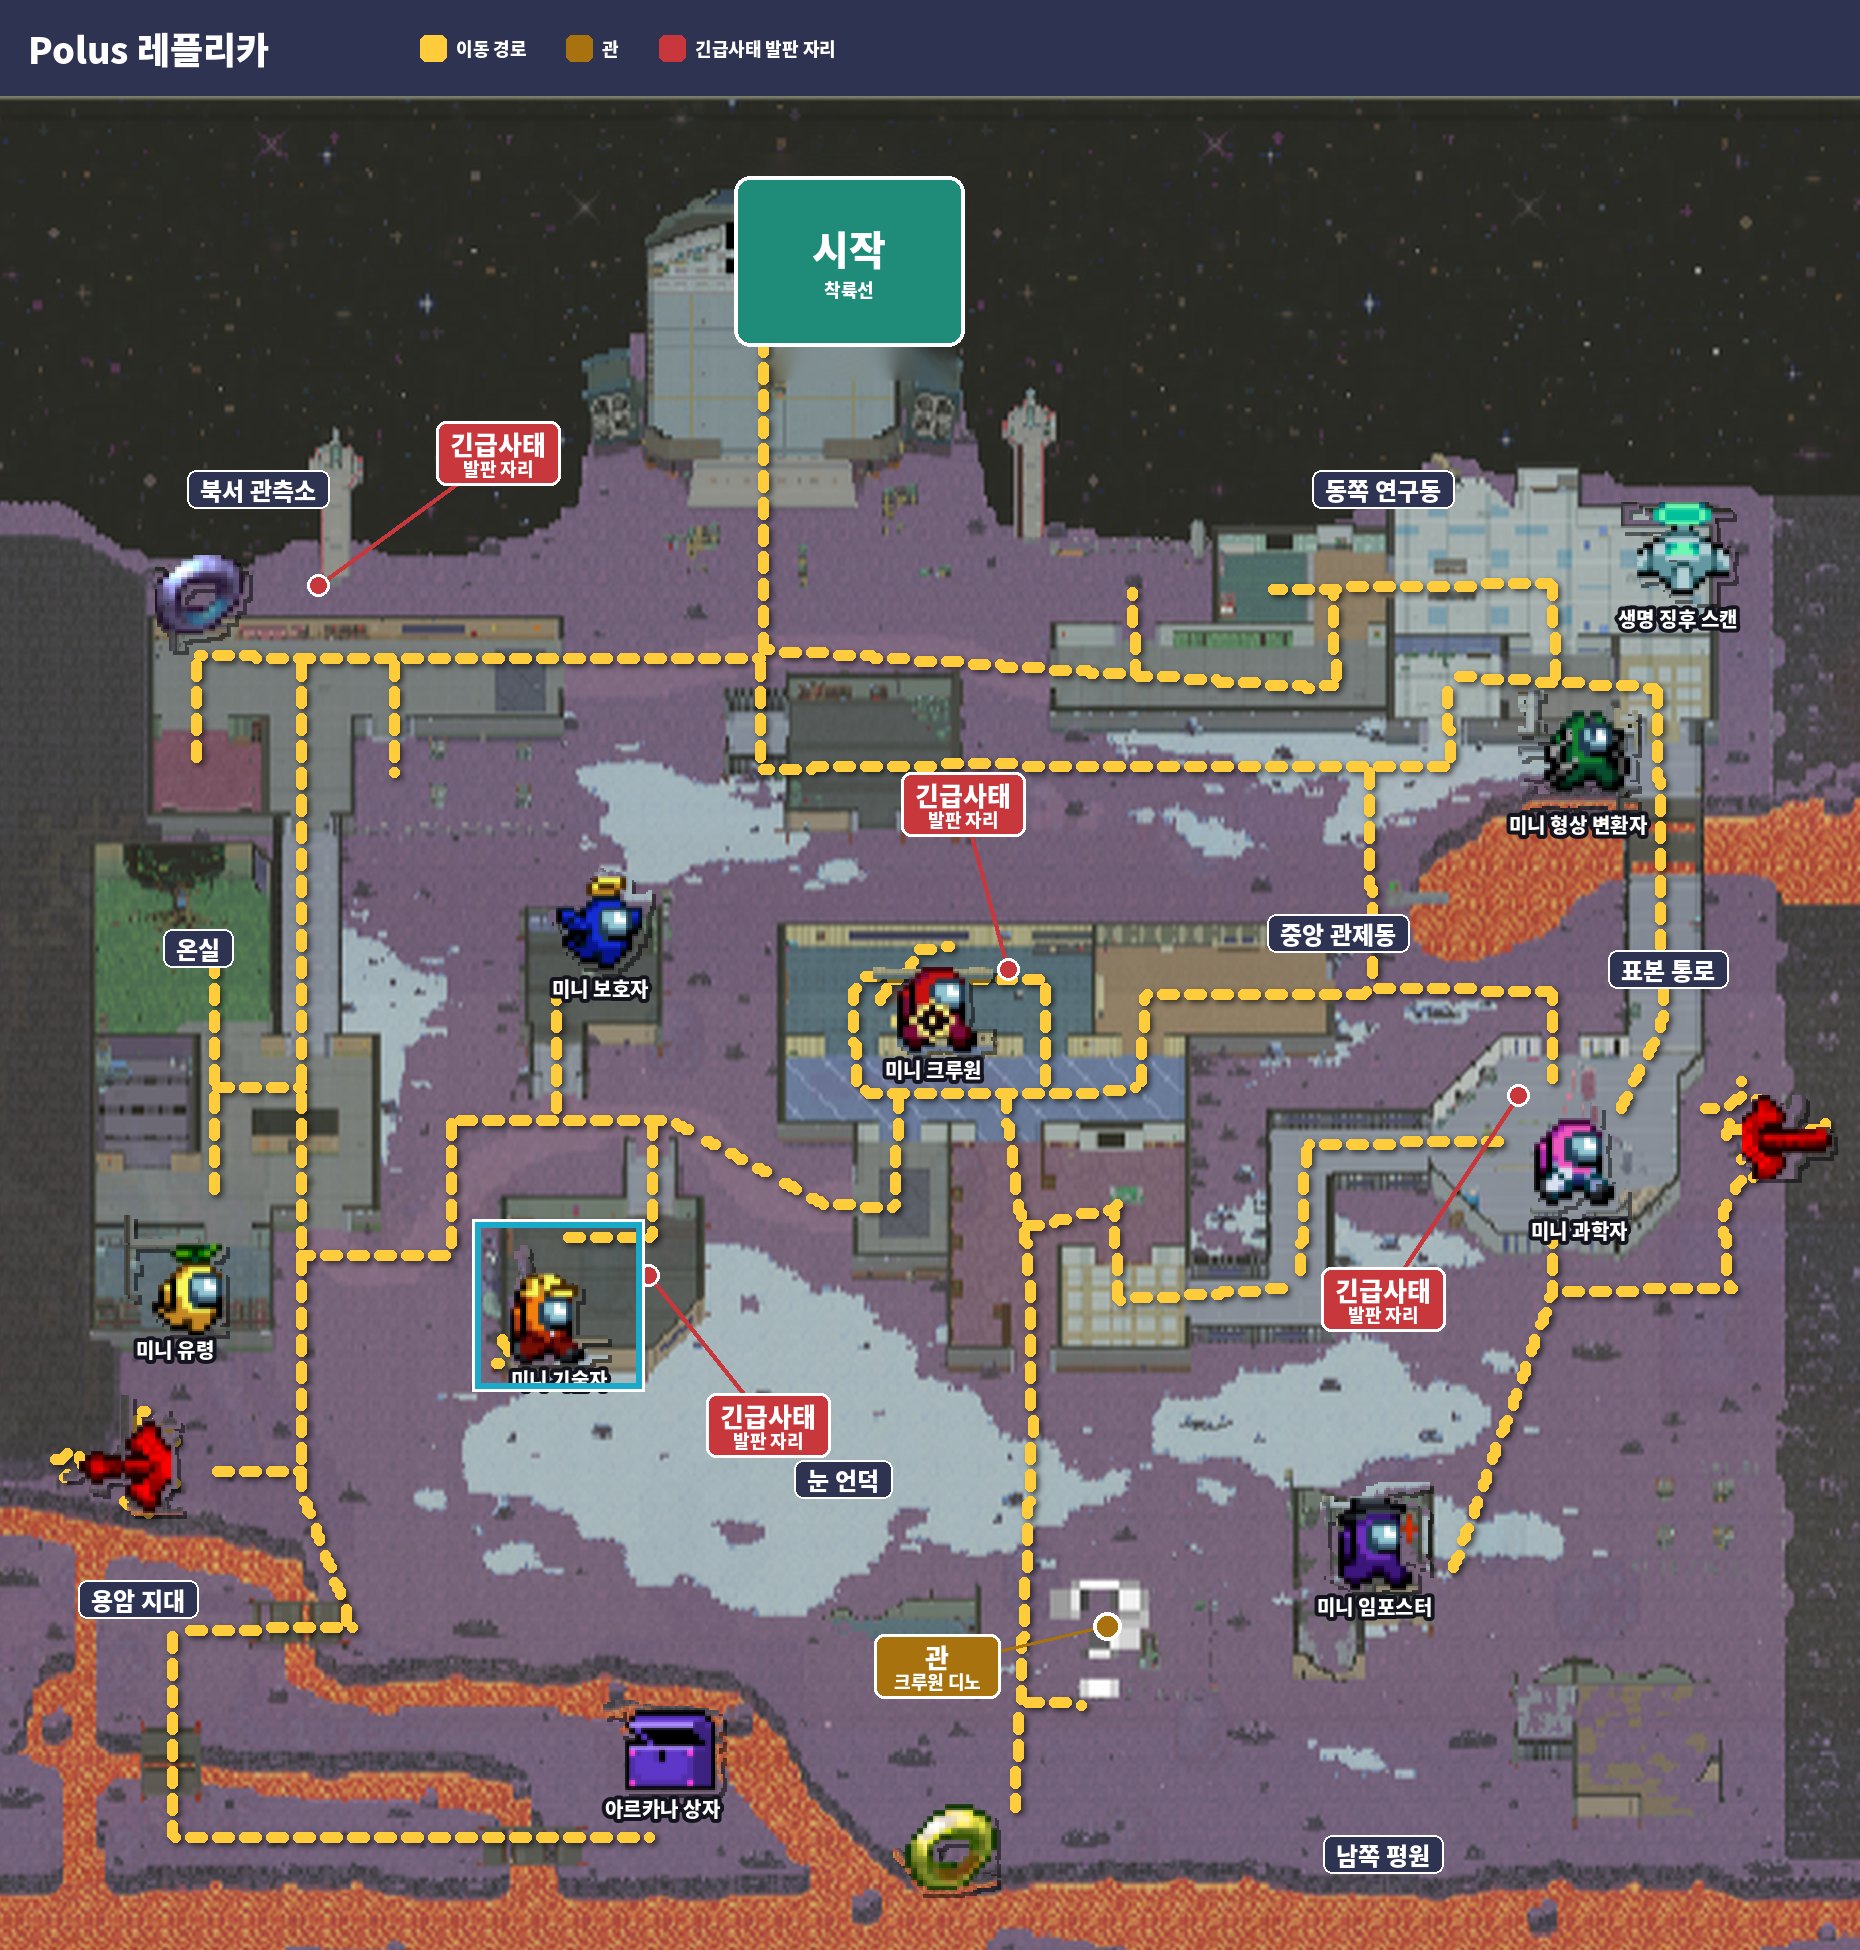 Polus 레플리카
이동 경로
관
긴급사태 발판 자리
시작
착륙선
긴급사태
발판 자리
북서 관측소
동쪽 연구동
생명 징후 스캔
긴급사태
발판 자리
미니 형상 변환자
온실
중앙 관제동
표본 통로
미니 보호자
미니 크루원
미니 과학자
긴급사태
발판 자리
미니 유령
미니 기술자
긴급사태
발판 자리
눈 언덕
용암 지대
미니 임포스터
관
크루원 디노
아르카나 상자
남쪽 평원